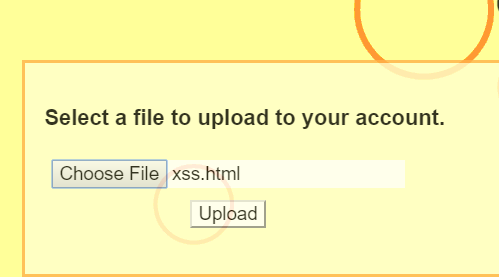 Select a file to upload to your account.
Choose File xss.html
Upload